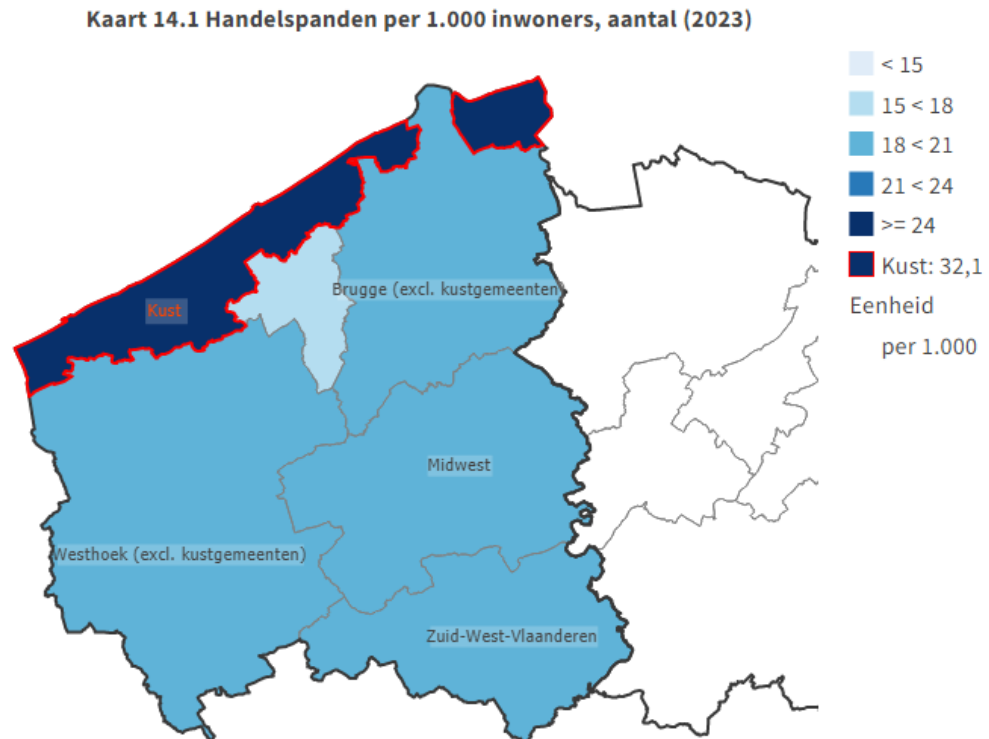 Kaart 14.1 Handelspanden per 1.000 inwoners, aantal (2023)
< 15
15 < 18
18 < 21
21 < 24
>= 24
Kust: 32,1
Eenheid
per 1.000
Brugge (excl. kustgemeenten)
Kust
Midwest
Westhoek (excl. kustgemeenten)
Zuid-West-Vlaanderen